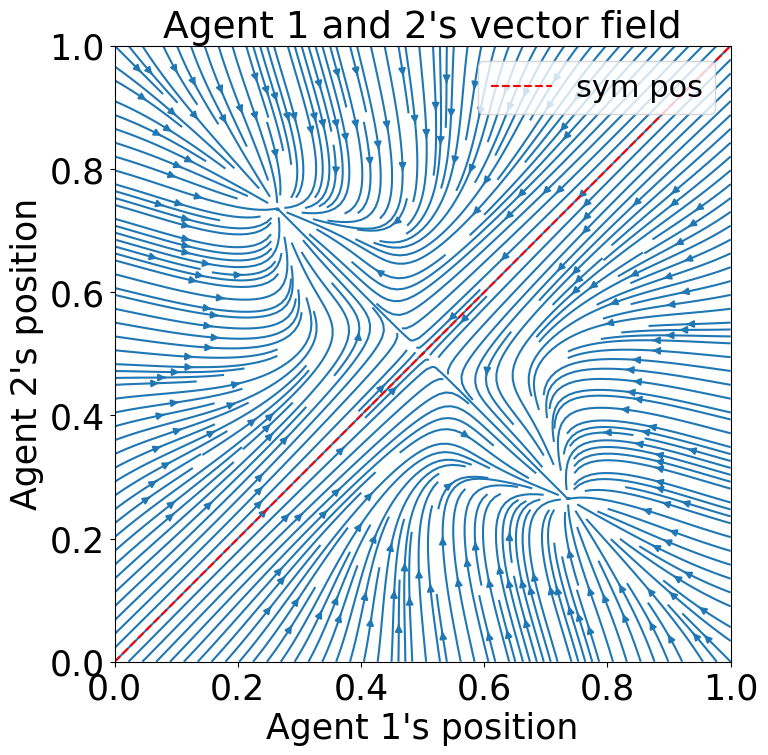 Agent 1 and 2's vector field
sym pos
1.0
0.8
0.6
0.4
0.2
0.0
Agent 2's position
0.0 0.2 0.4 0.6 0.8 1.0
Agent 1's position